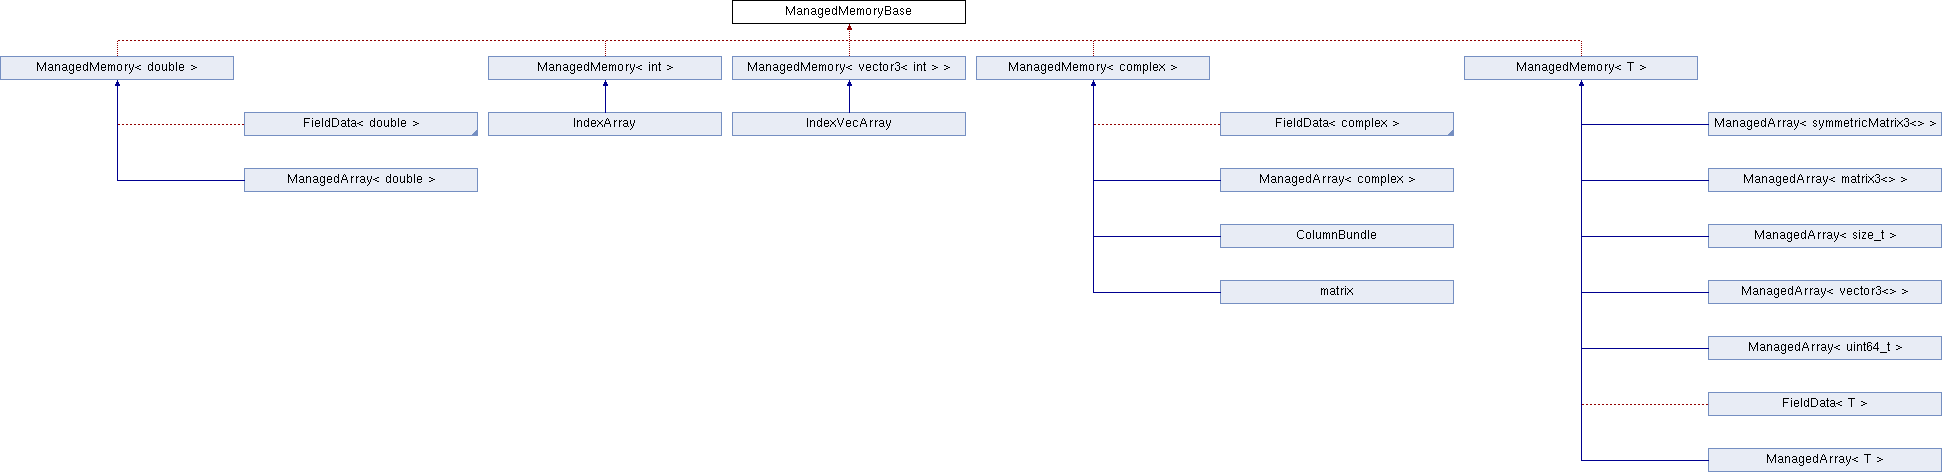 ManagedMemoryBase
ManagedMemory< double >
ManagedMemory< int >
ManagedMemory< vector3< int > >
ManagedMemory< complex >
ManagedMemory< T >
FieldData< double >
IndexArray
IndexVecArray
FieldData< complex >
ManagedArray< symmetricMatrix3<> >
ManagedArray< double >
ManagedArray< complex >
ManagedArray< matrix3<> >
ColumnBundle
ManagedArray< size_t >
matrix
ManagedArray< vector3<> >
ManagedArray< uint64_t >
FieldData< T >
ManagedArray< T >